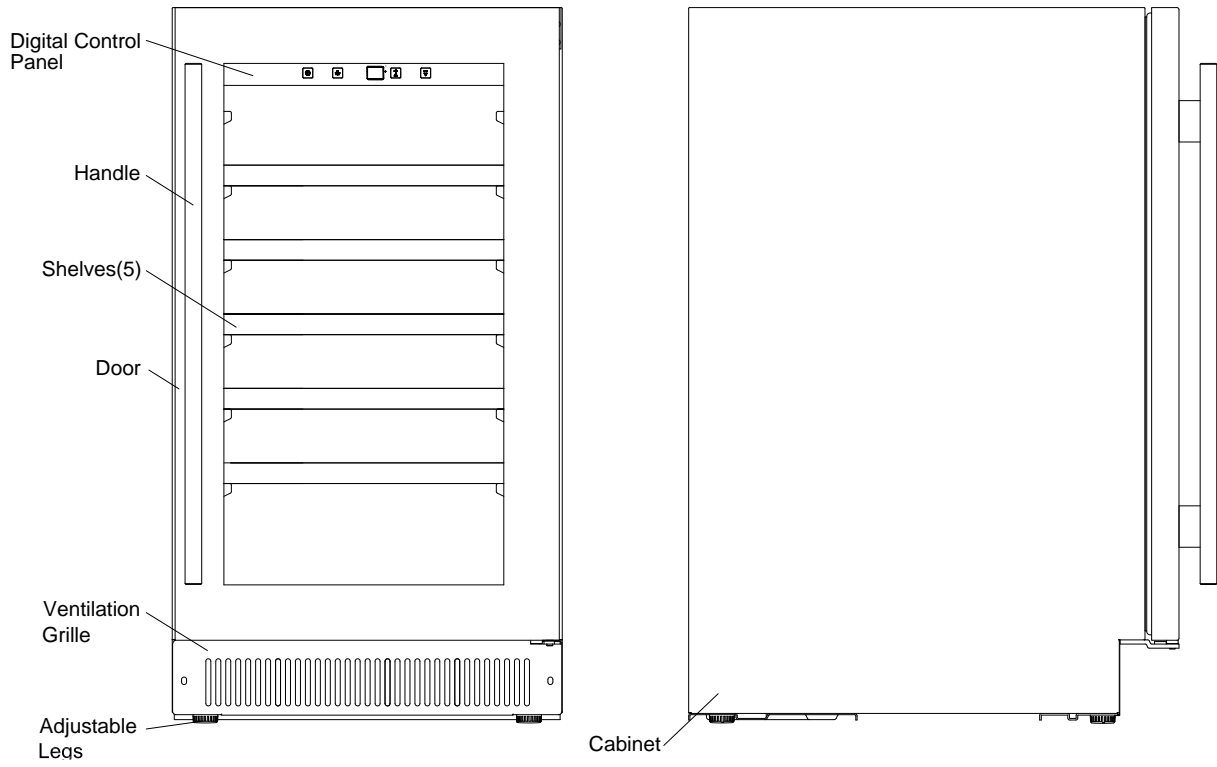 Digital Control
Panel
Handle
Shelves(5)
Door
Ventilation
Grille
Adjustable
Legs
Cabinet